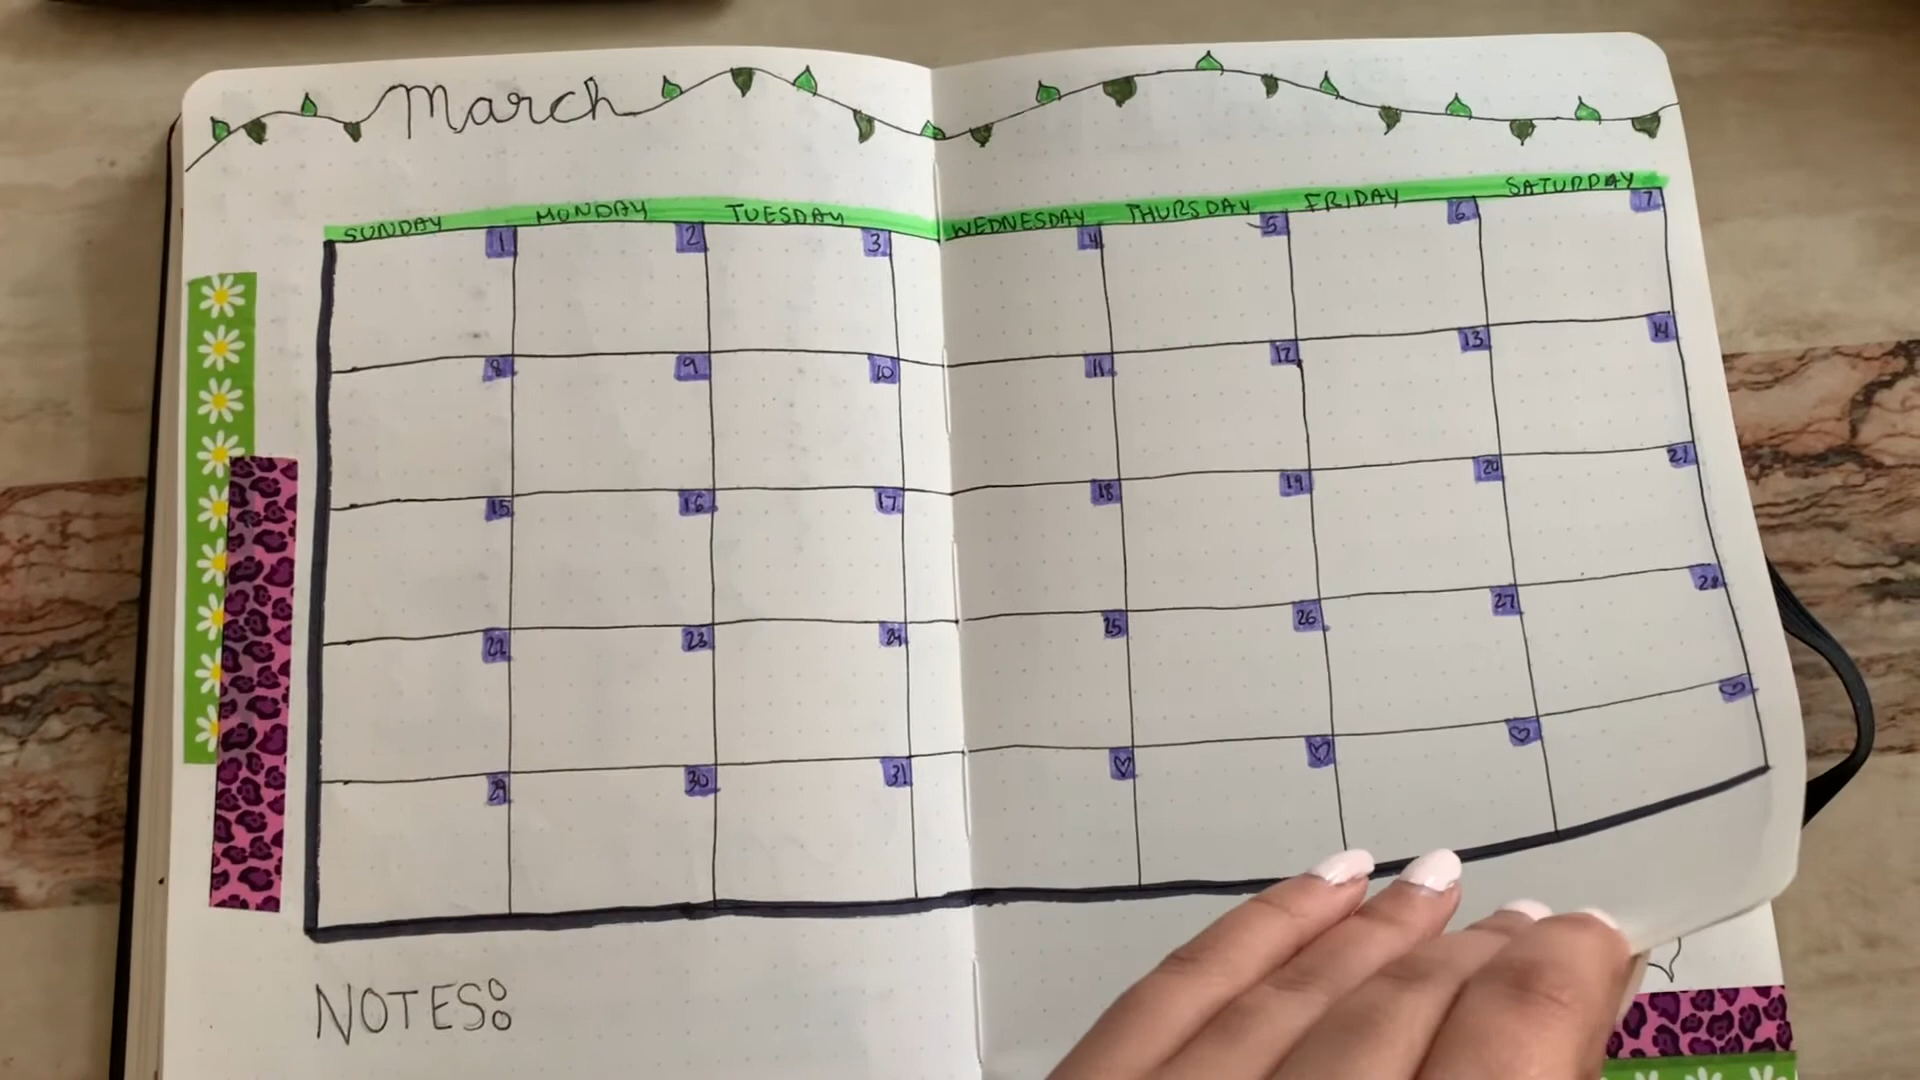 March
SUNDAY MONDAY TUESDAY WEDNESDAY THURSDAY FRIDAY SATURDAY
1 2 3 4 5 6 7
8 9 10 11 12 13 14
15 16 17 18 19 20 21
22 23 24 25 26 27 28
29 30 31
NOTES: